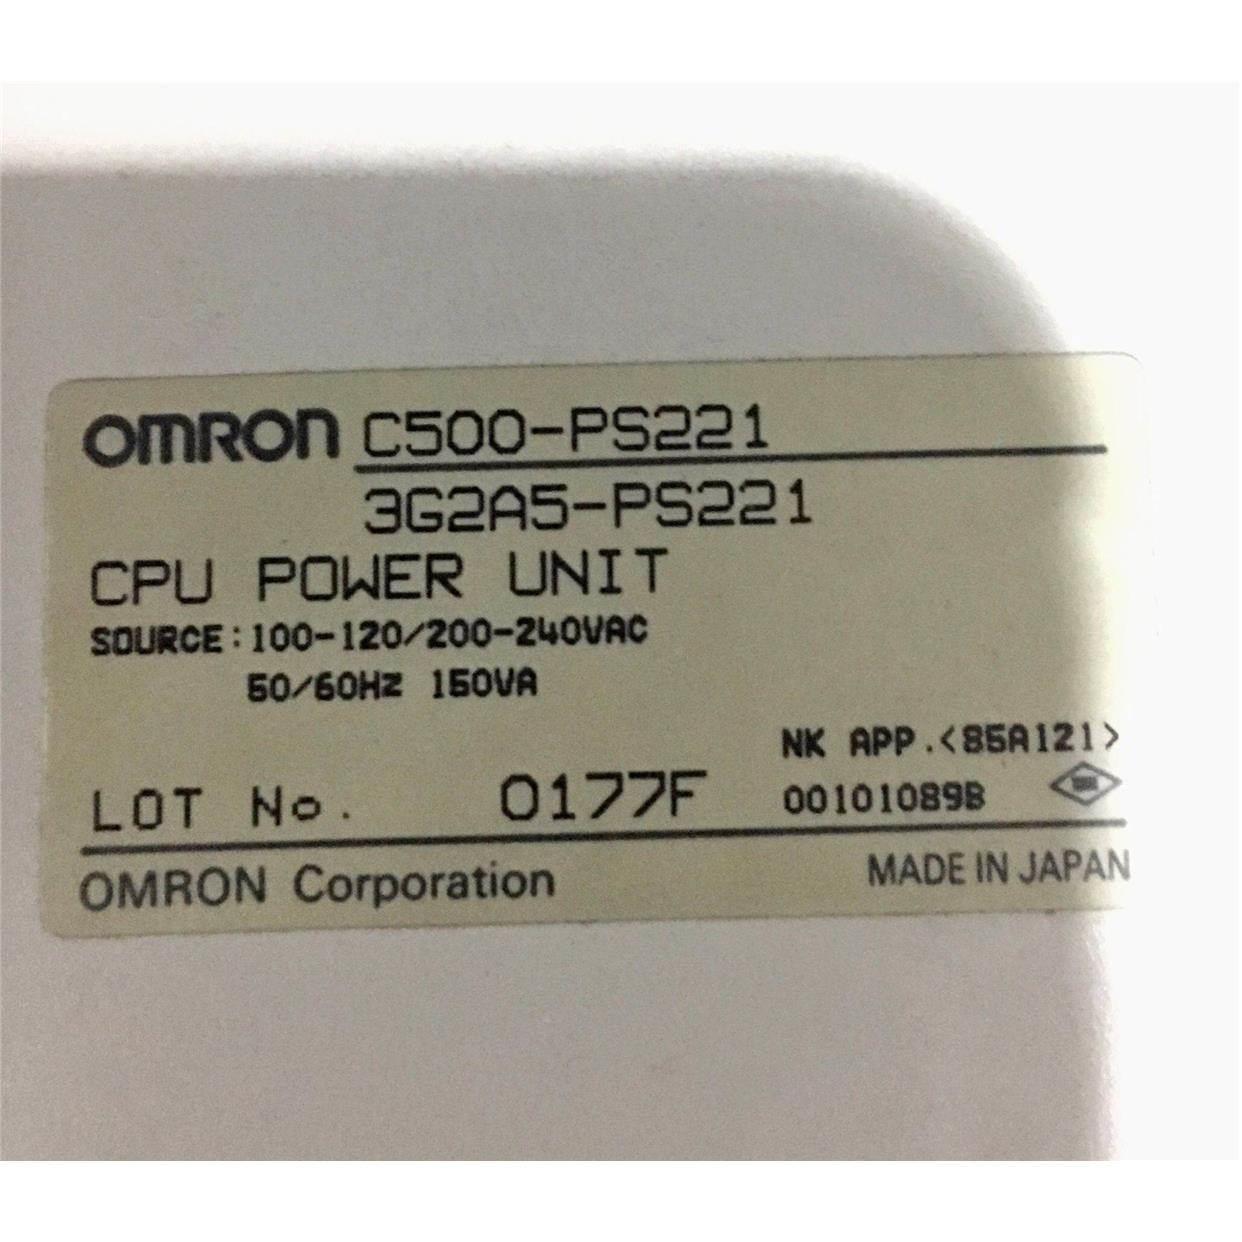 OMRON C500-PS221
3G2A5-PS221
CPU POWER UNIT
SOURCE:100-120/200-240VAC
50/60Hz 150VA
NK APP.<85A121>
LOT No. 0177F 00101089B
OMRON Corporation MADE IN JAPAN